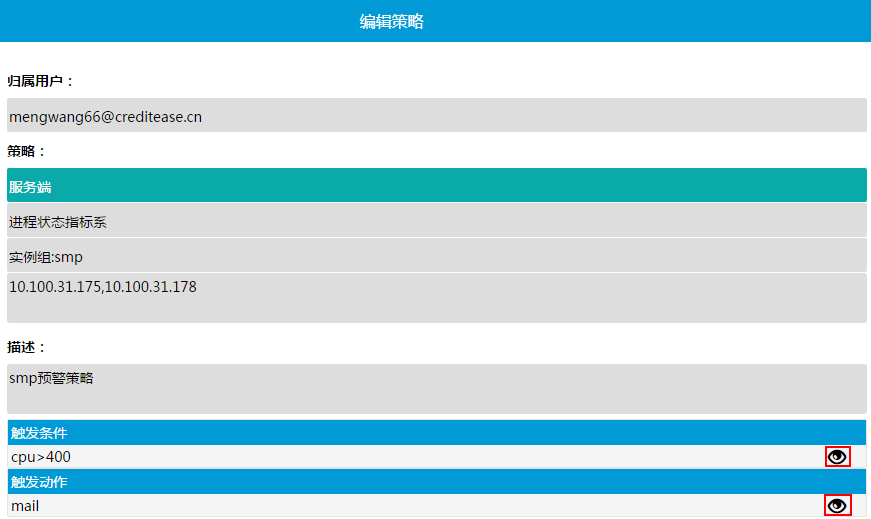 编辑策略
归属用户：
mengwang66@creditease.cn
策略：
服务端
进程状态指标系
实例组:smp
10.100.31.175,10.100.31.178
描述：
smp预警策略
触发条件
cpu>400
触发动作
mail